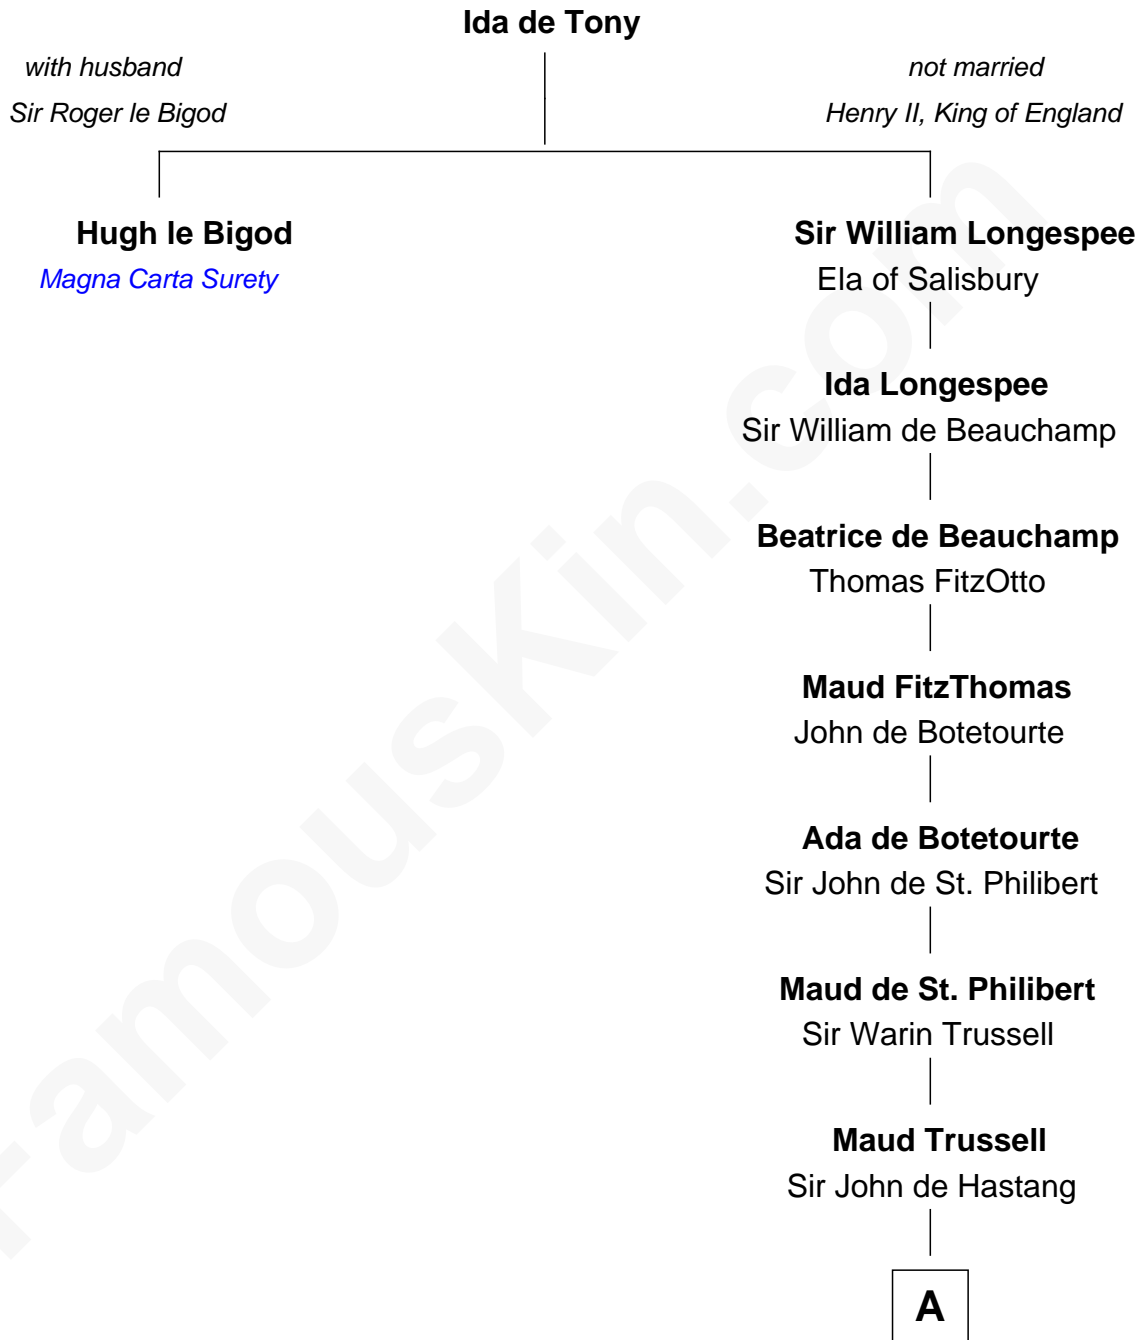 Ida de Tony
with husband
Sir Roger le Bigod
not married
Henry II, King of England
Hugh le Bigod
Magna Carta Surety
Sir William Longespee
Ela of Salisbury
Ida Longespee
Sir William de Beauchamp
Beatrice de Beauchamp
Thomas FitzOtto
Maud FitzThomas
John de Botetourte
Ada de Botetourte
Sir John de St. Philibert
Maud de St. Philibert
Sir Warin Trussell
Maud Trussell
Sir John de Hastang
A
FamousKin.com